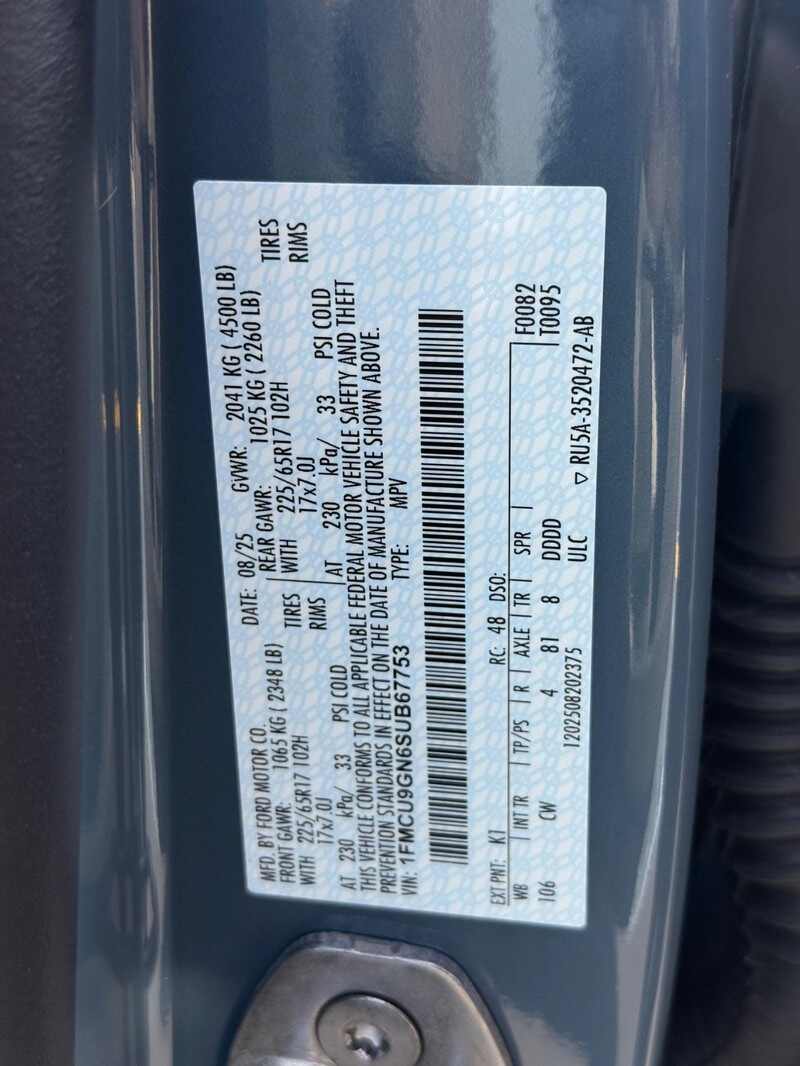 MFD. BY FORD MOTOR CO.
DATE: 08/25 GVWR: 2041 KG ( 4500 LB)
FRONT GAWR: 1065 KG ( 2348 LB) REAR GAWR: 1025 KG ( 2260 LB)
WITH 225/65R17 102H TIRES WITH 225/65R17 102H TIRES
17x7.0J RIMS 17x7.0J RIMS
AT 230 kPa/ 33 PSI COLD AT 230 kPa/ 33 PSI COLD
THIS VEHICLE CONFORMS TO ALL APPLICABLE FEDERAL MOTOR VEHICLE SAFETY AND THEFT
PREVENTION STANDARDS IN EFFECT ON THE DATE OF MANUFACTURE SHOWN ABOVE.
VIN: 1FMCU9GN6SUB67753 TYPE: MPV
EXT PNT: K1 RC: 48 DSO: F0082
WB INT TR TP/PS R AXLE TR SPR T0095
106 CW 4 81 8 DDDD
1202508202375 ULC ▽ RU5A-3520472-AB